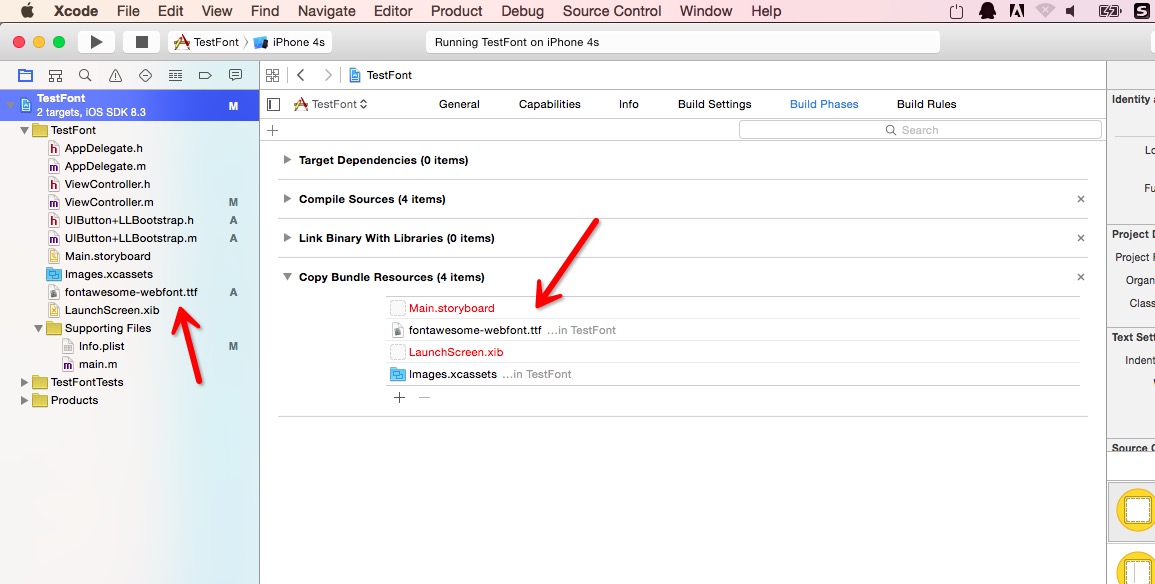 Xcode File Edit View Find Navigate Editor Product Debug Source Control Window Help
TestFont iPhone 4s
Running TestFont on iPhone 4s
TestFont
TestFont M
2 targets, iOS SDK 8.3
TestFont
AppDelegate.h
AppDelegate.m
ViewController.h
ViewController.m M
UIButton+LLBootstrap.h A
UIButton+LLBootstrap.m A
Main.storyboard
Images.xcassets
fontawesome-webfont.ttf A
LaunchScreen.xib
Supporting Files
Info.plist M
main.m
TestFontTests
Products
TestFont General Capabilities Info Build Settings Build Phases Build Rules
Search
Target Dependencies (0 items)
Compile Sources (4 items)
Link Binary With Libraries (0 items)
Copy Bundle Resources (4 items)
Main.storyboard
fontawesome-webfont.ttf ...in TestFont
LaunchScreen.xib
Images.xcassets ...in TestFont
Identity a
Lo
Fu
Project D
Project F
Organ
Class
Text Sett
Indent
Source C